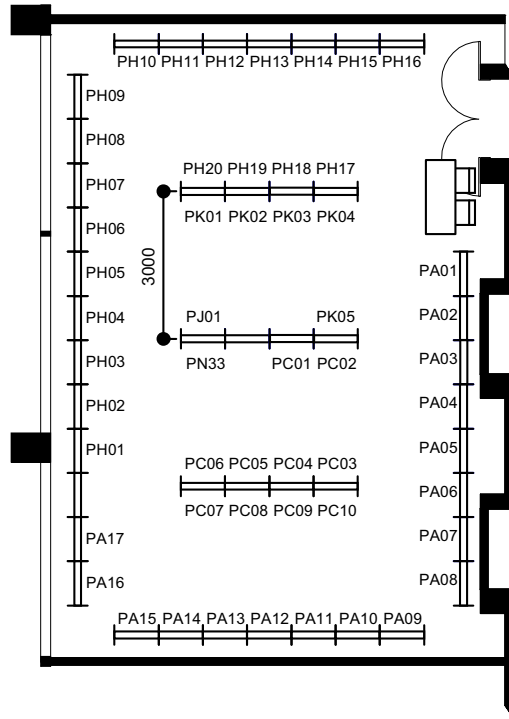 PH10 PH11 PH12 PH13 PH14 PH15 PH16
PH09
PH08
PH07
PH06
PH05
PH04
PH03
PH02
PH01
PA17
PA16
PH20 PH19 PH18 PH17
PK01 PK02 PK03 PK04
3000
PJ01 PK05
PN33 PC01 PC02
PC06 PC05 PC04 PC03
PC07 PC08 PC09 PC10
PA01
PA02
PA03
PA04
PA05
PA06
PA07
PA08
PA15 PA14 PA13 PA12 PA11 PA10 PA09